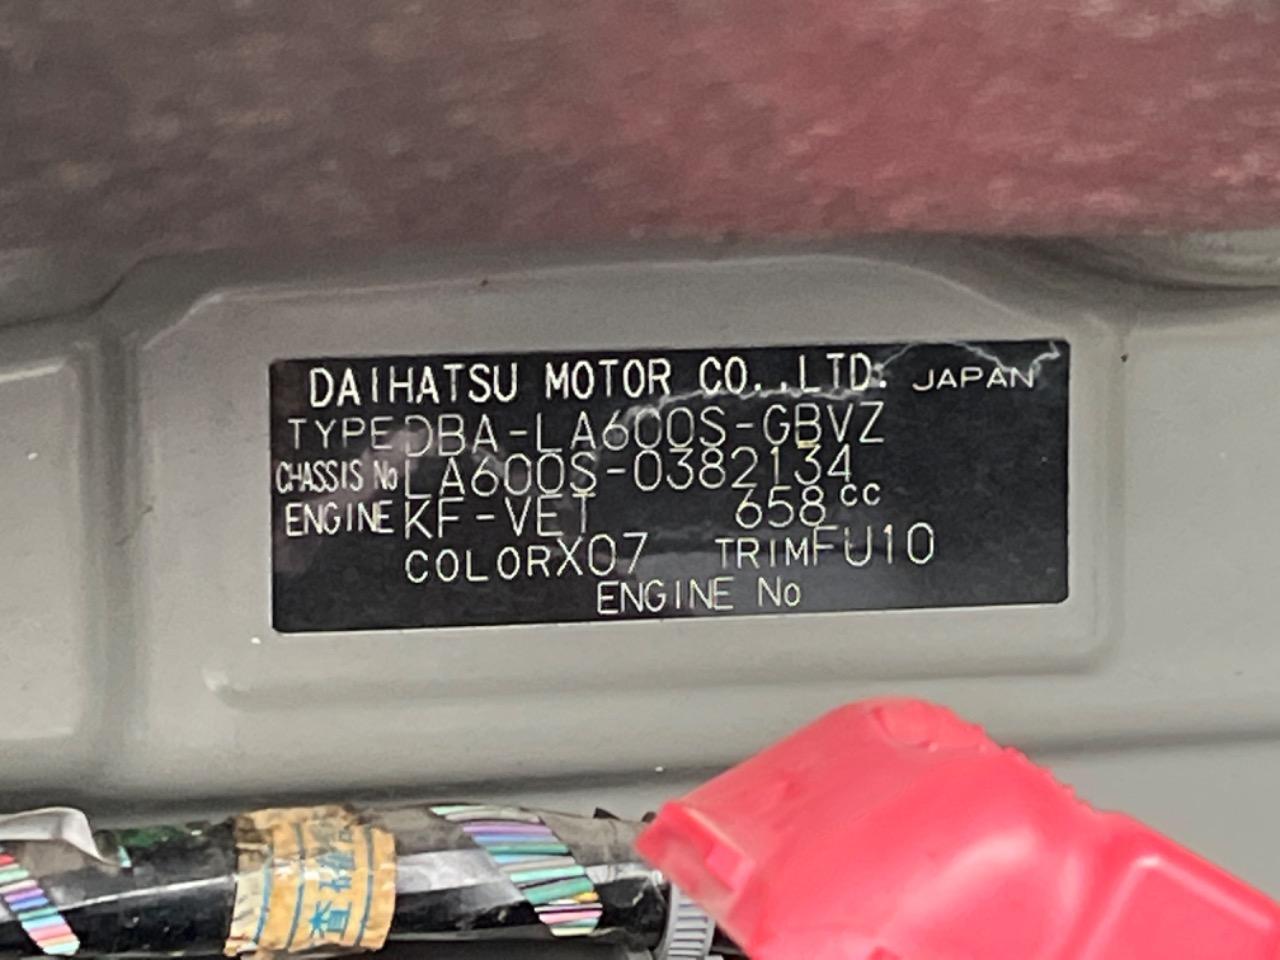 DAIHATSU MOTOR CO.,LTD. JAPAN
TYPE DBA-LA600S-GBVZ
CHASSIS No LA600S-0382134
ENGINE KF-VET 658cc
COLOR X07 TRIM FU10
ENGINE No
査